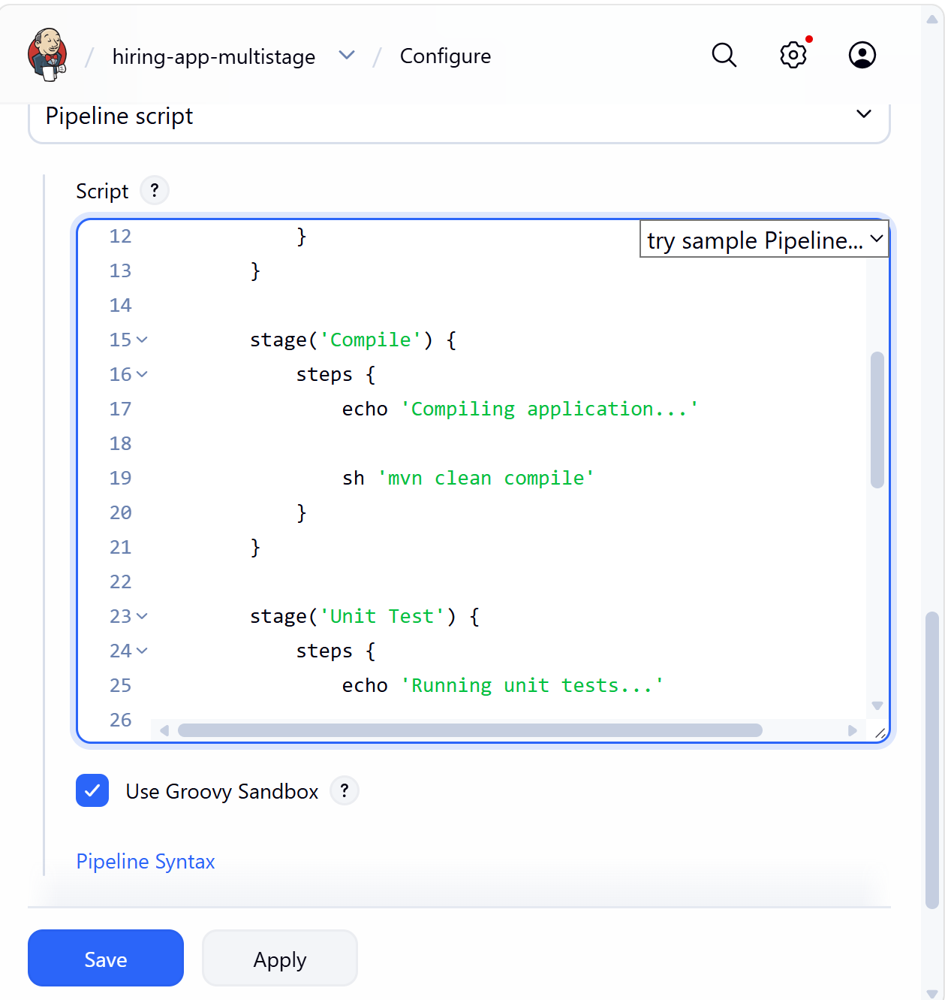 / hiring-app-multistage / Configure
Pipeline script
Script ?
try sample Pipeline...
12 }
13 }
14
15 stage('Compile') {
16 steps {
17 echo 'Compiling application...'
18
19 sh 'mvn clean compile'
20 }
21 }
22
23 stage('Unit Test') {
24 steps {
25 echo 'Running unit tests...'
26
Use Groovy Sandbox ?
Pipeline Syntax
Save Apply